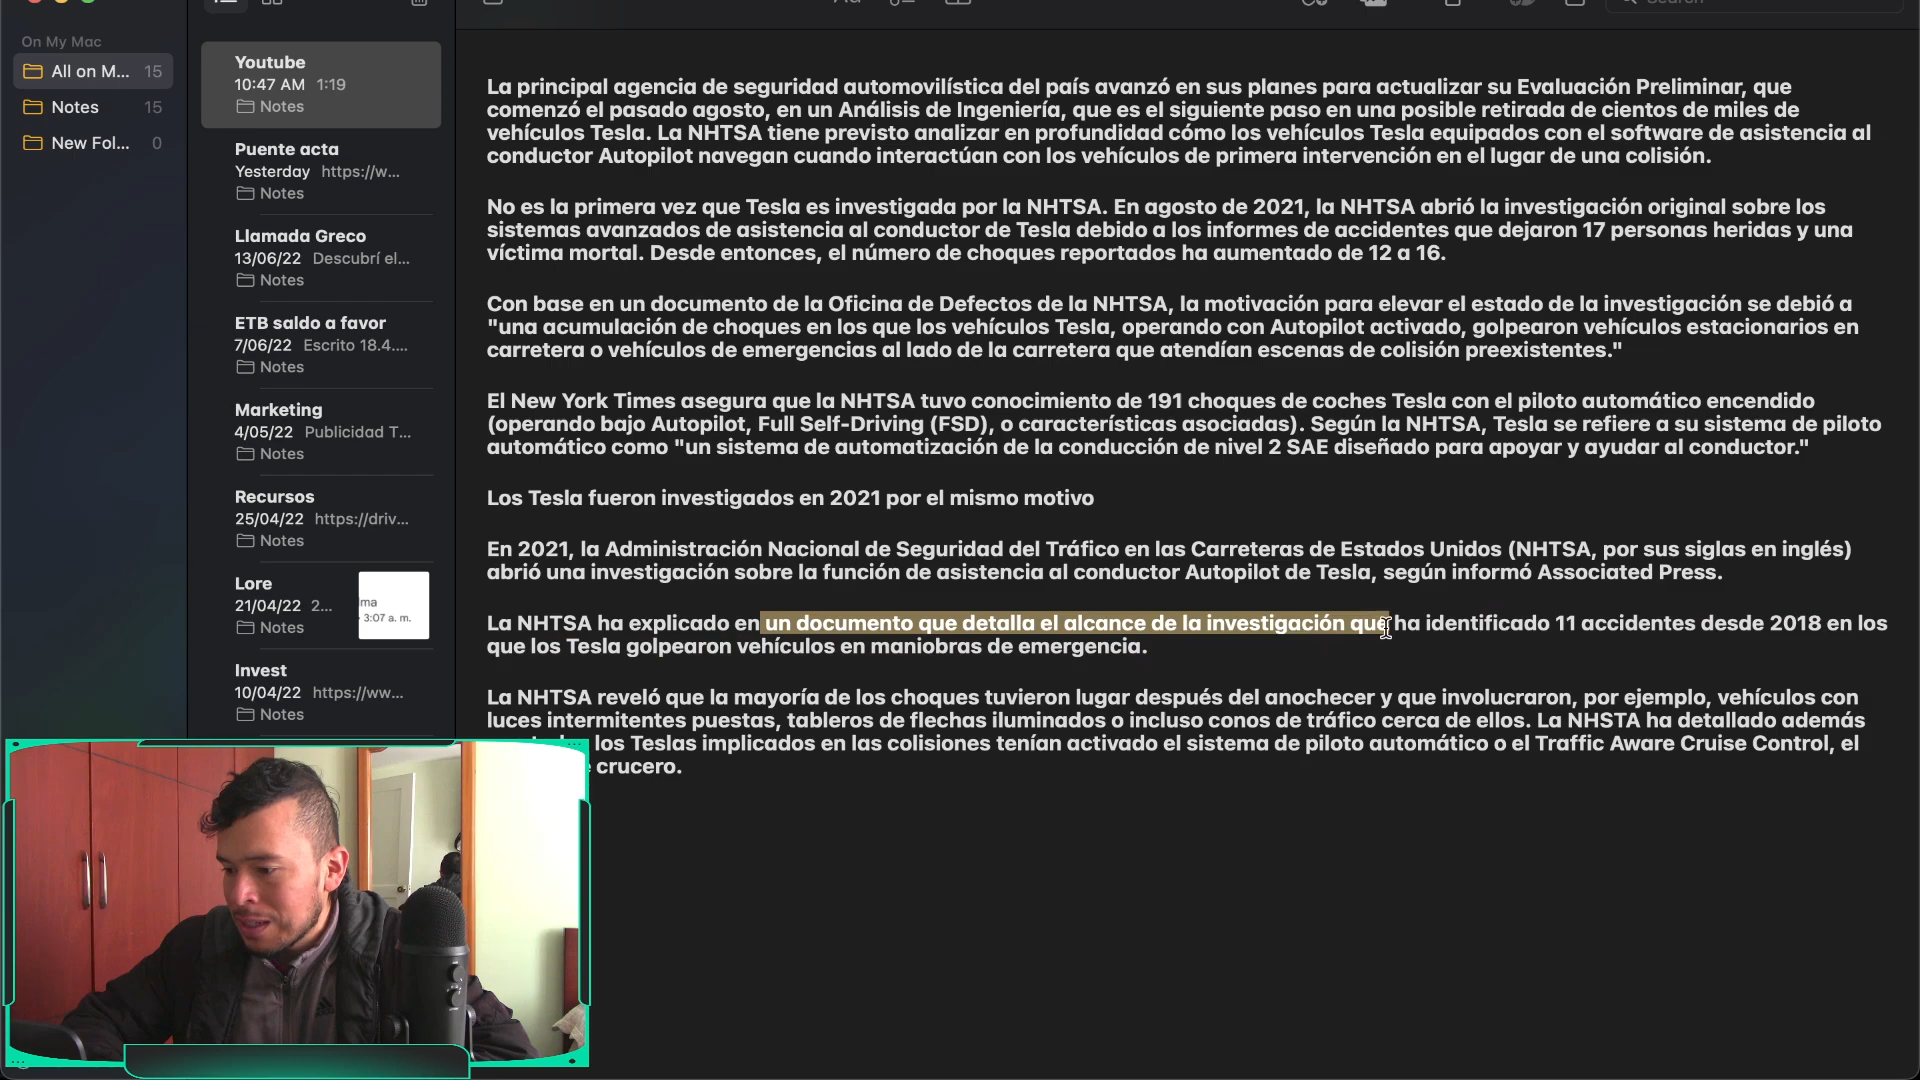 On My Mac
All on M... 15
Notes 15
New Fol... 0
Youtube
10:47 AM 1:19
Notes
Puente acta
Yesterday https://w...
Notes
Llamada Greco
13/06/22 Descubrí el...
Notes
ETB saldo a favor
7/06/22 Escrito 18.4....
Notes
Marketing
4/05/22 Publicidad T...
Notes
Recursos
25/04/22 https://driv...
Notes
Lore
21/04/22 2...
Notes
ma
3:07 a. m.
Invest
10/04/22 https://ww...
Notes
La principal agencia de seguridad automovilística del país avanzó en sus planes para actualizar su Evaluación Preliminar, que
comenzó el pasado agosto, en un Análisis de Ingeniería, que es el siguiente paso en una posible retirada de cientos de miles de
vehículos Tesla. La NHTSA tiene previsto analizar en profundidad cómo los vehículos Tesla equipados con el software de asistencia al
conductor Autopilot navegan cuando interactúan con los vehículos de primera intervención en el lugar de una colisión.
No es la primera vez que Tesla es investigada por la NHTSA. En agosto de 2021, la NHTSA abrió la investigación original sobre los
sistemas avanzados de asistencia al conductor de Tesla debido a los informes de accidentes que dejaron 17 personas heridas y una
víctima mortal. Desde entonces, el número de choques reportados ha aumentado de 12 a 16.
Con base en un documento de la Oficina de Defectos de la NHTSA, la motivación para elevar el estado de la investigación se debió a
"una acumulación de choques en los que los vehículos Tesla, operando con Autopilot activado, golpearon vehículos estacionarios en
carretera o vehículos de emergencias al lado de la carretera que atendían escenas de colisión preexistentes."
El New York Times asegura que la NHTSA tuvo conocimiento de 191 choques de coches Tesla con el piloto automático encendido
(operando bajo Autopilot, Full Self-Driving (FSD), o características asociadas). Según la NHTSA, Tesla se refiere a su sistema de piloto
automático como "un sistema de automatización de la conducción de nivel 2 SAE diseñado para apoyar y ayudar al conductor."
Los Tesla fueron investigados en 2021 por el mismo motivo
En 2021, la Administración Nacional de Seguridad del Tráfico en las Carreteras de Estados Unidos (NHTSA, por sus siglas en inglés)
abrió una investigación sobre la función de asistencia al conductor Autopilot de Tesla, según informó Associated Press.
La NHTSA ha explicado en un documento que detalla el alcance de la investigación que ha identificado 11 accidentes desde 2018 en los
que los Tesla golpearon vehículos en maniobras de emergencia.
La NHTSA reveló que la mayoría de los choques tuvieron lugar después del anochecer y que involucraron, por ejemplo, vehículos con
luces intermitentes puestas, tableros de flechas iluminados o incluso conos de tráfico cerca de ellos. La NHSTA ha detallado además
los Teslas implicados en las colisiones tenían activado el sistema de piloto automático o el Traffic Aware Cruise Control, el
crucero.